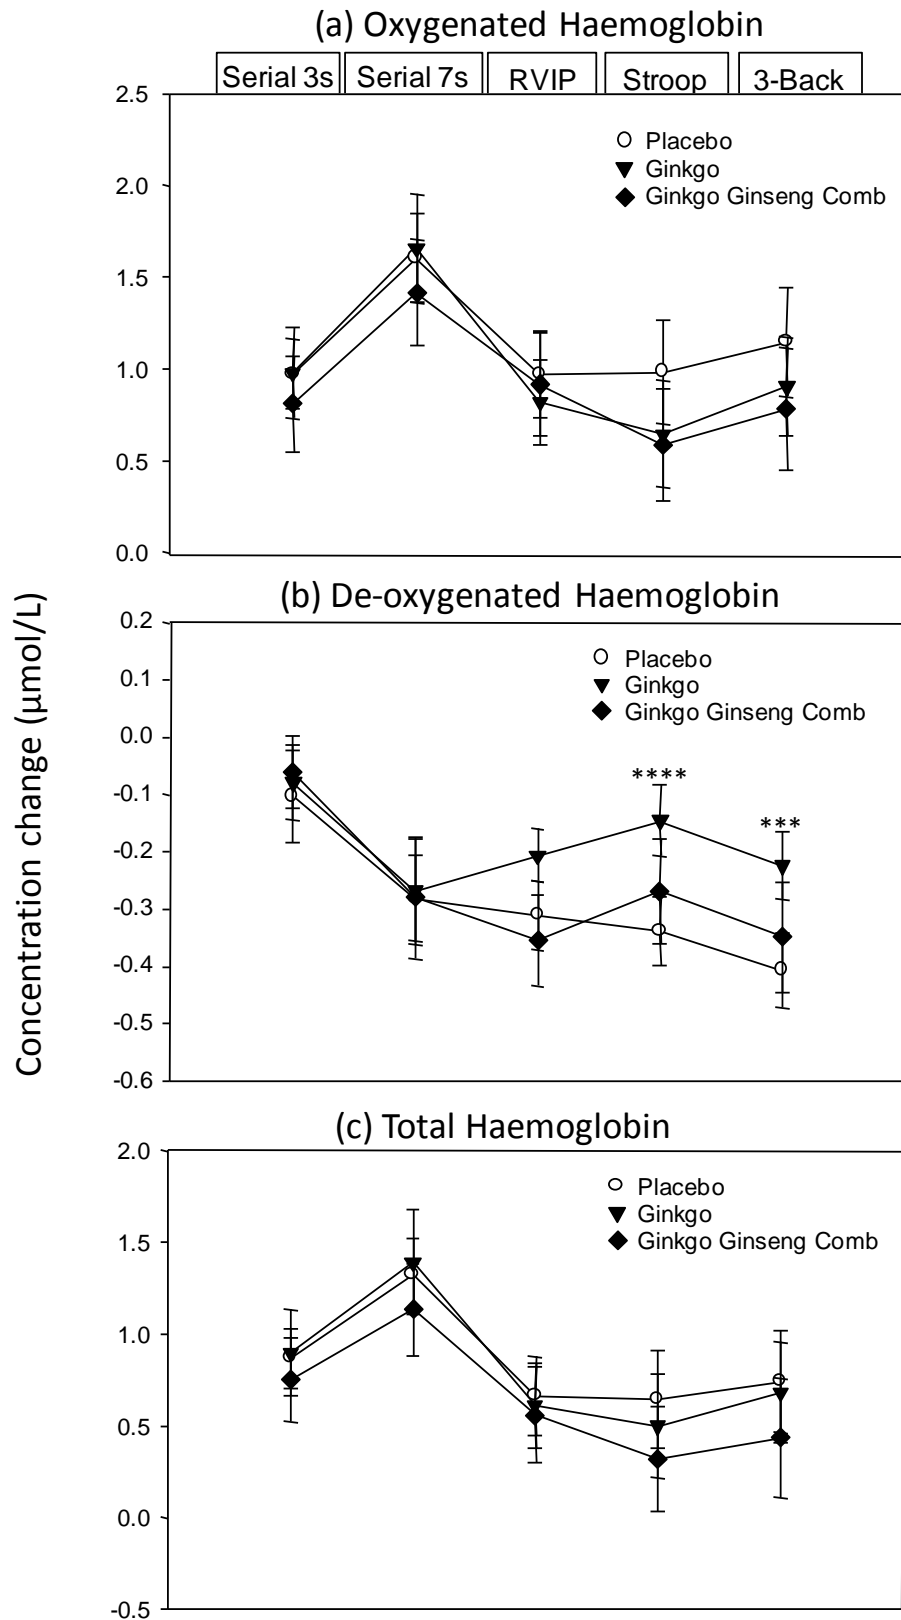 (a) Oxygenated Haemoglobin
Serial 3s Serial 7s RVIP Stroop 3-Back
2.5
2.0
1.5
1.0
0.5
0.0
Placebo
Ginkgo
Ginkgo Ginseng Comb
Concentration change (µmol/L)
(b) De-oxygenated Haemoglobin
0.2
0.1
0.0
-0.1
-0.2
-0.3
-0.4
-0.5
-0.6
Placebo
Ginkgo
Ginkgo Ginseng Comb
****
***
(c) Total Haemoglobin
2.0
1.5
1.0
0.5
0.0
-0.5
Placebo
Ginkgo
Ginkgo Ginseng Comb